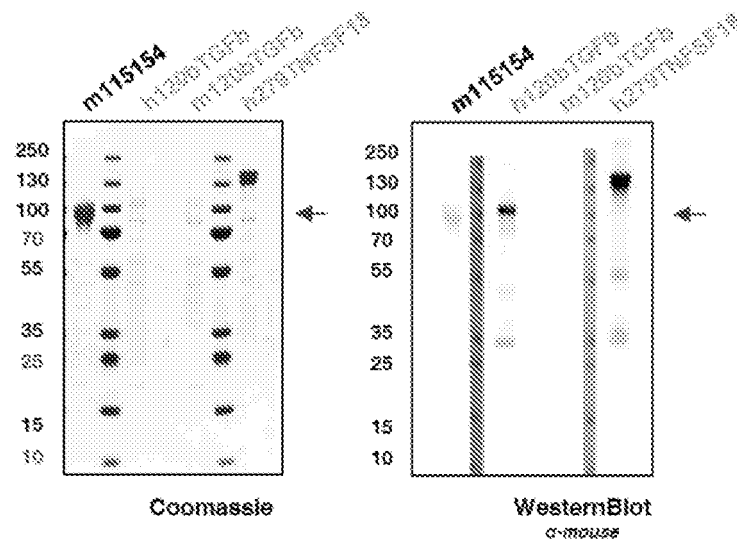 m115154
h128bTGFb
m128bTGFb
h279TNFSF18
250
130
100
70
55
35
25
15
10
Coomassie
m115154
h128bTGFb
m128bTGFb
h279TNFSF18
250
130
100
70
55
35
25
15
10
WesternBlot
α-mouse